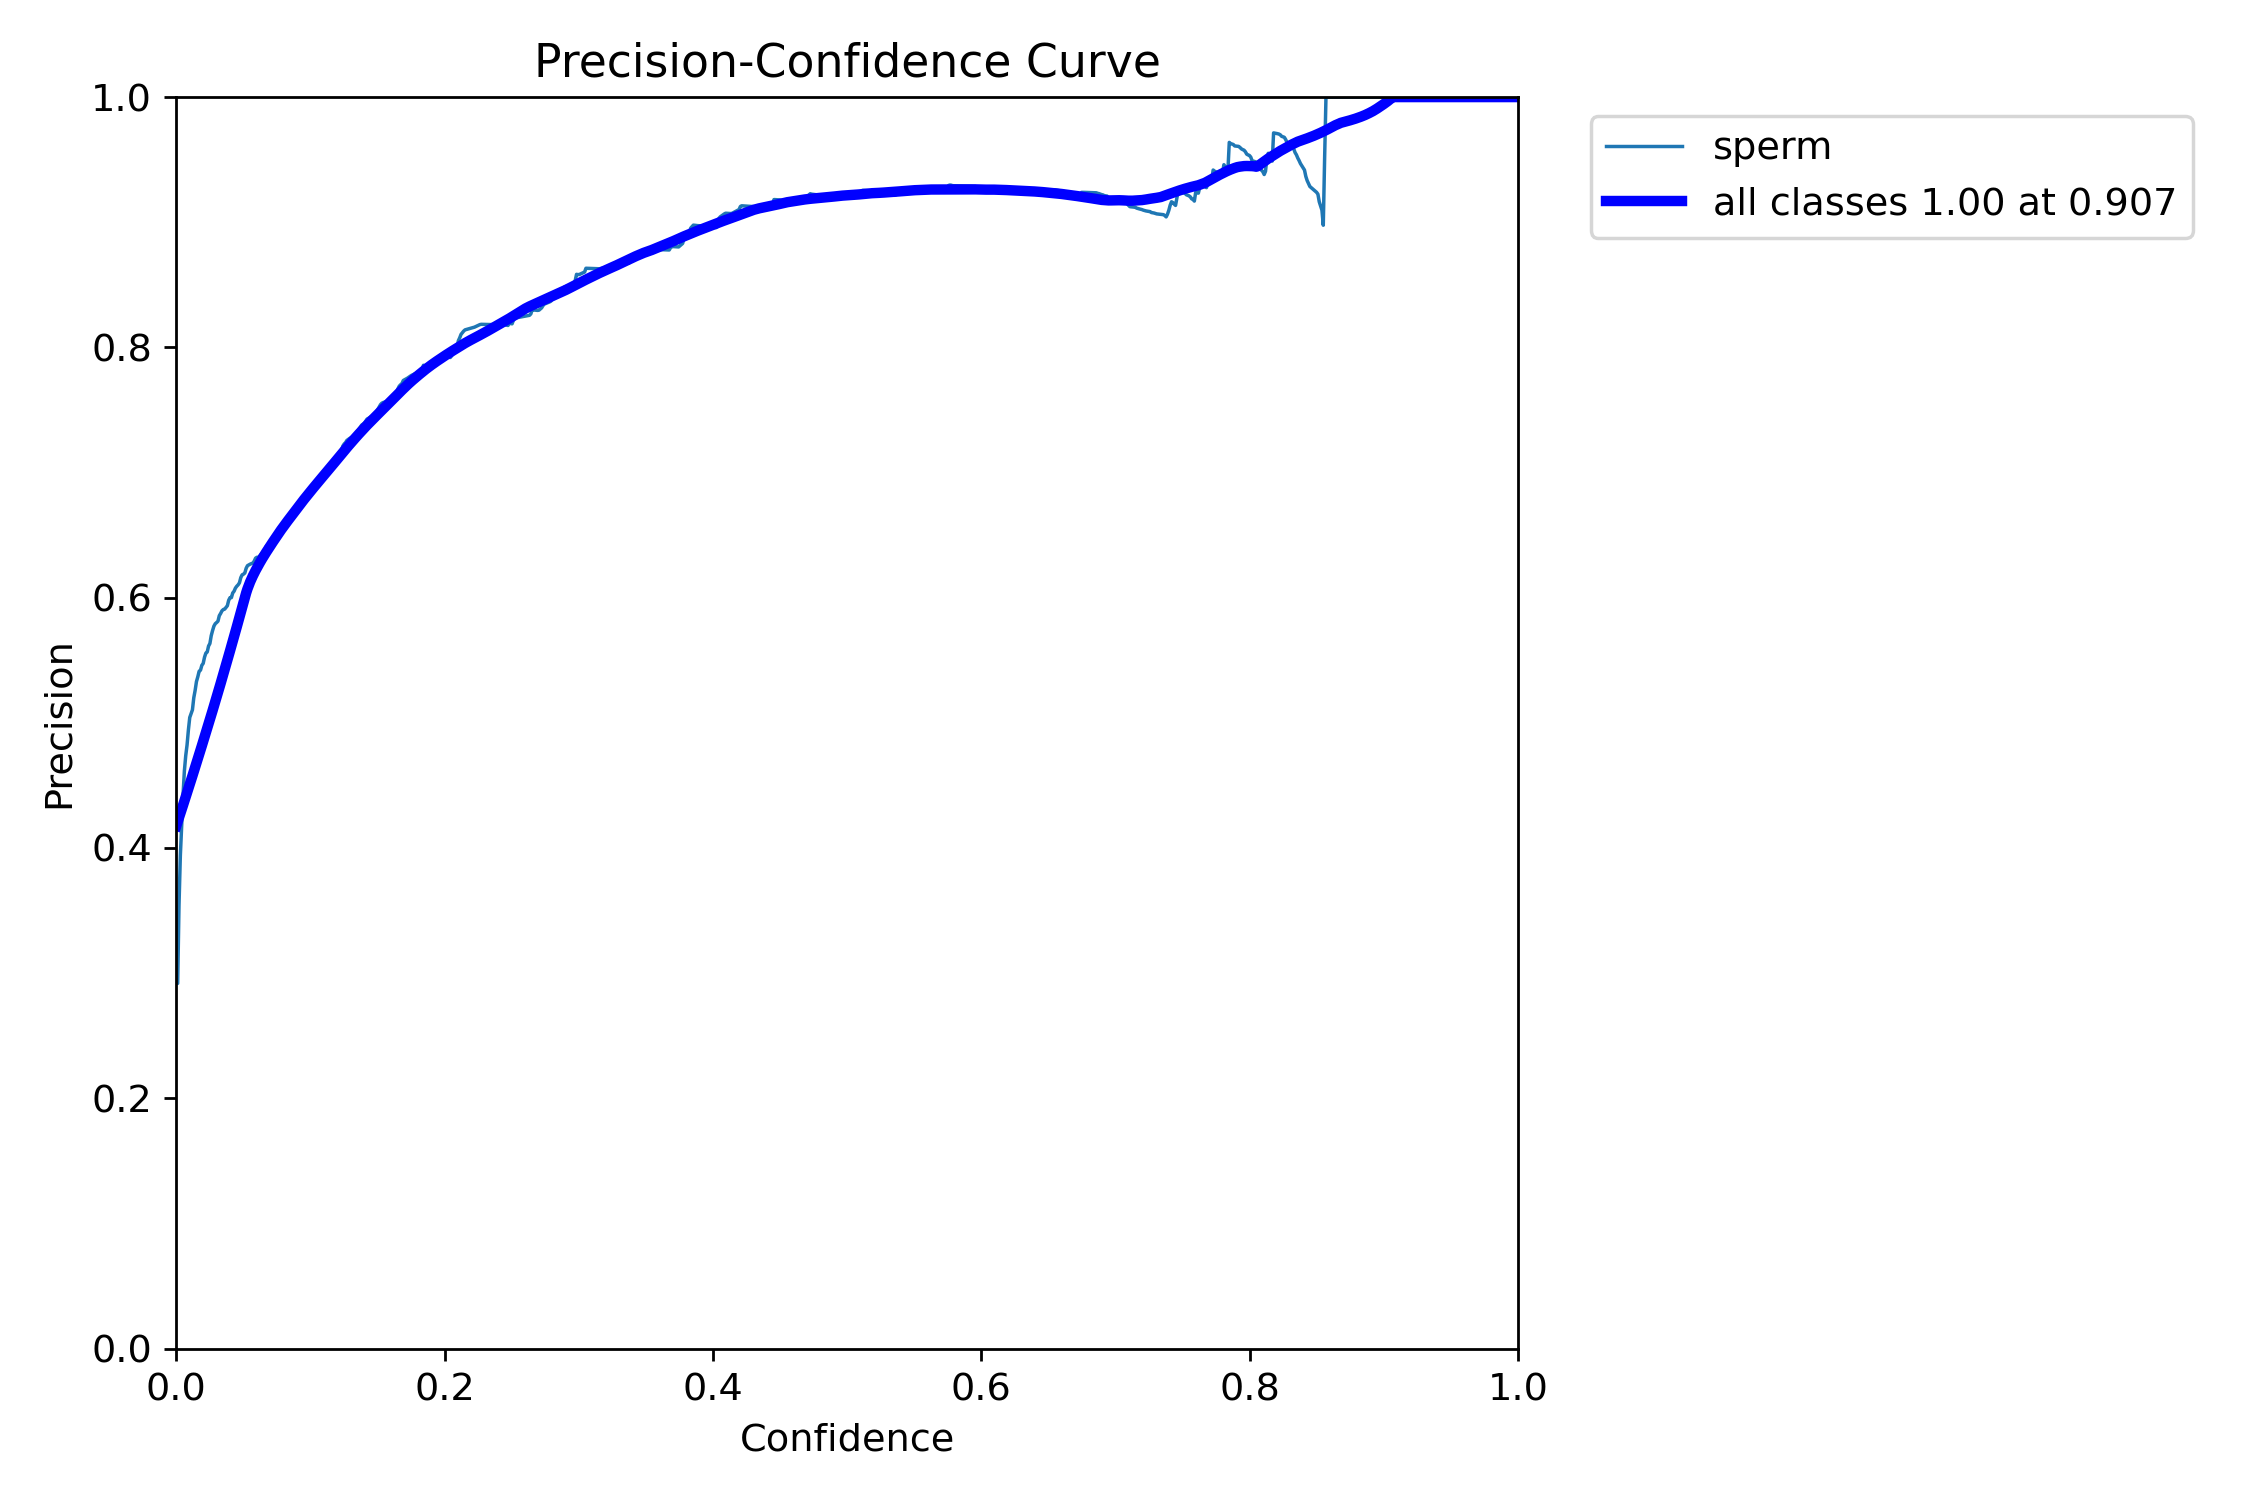 Precision-Confidence Curve
1.0
0.8
0.6
0.4
0.2
0.0
Precision
0.0 0.2 0.4 0.6 0.8 1.0
Confidence
sperm
all classes 1.00 at 0.907